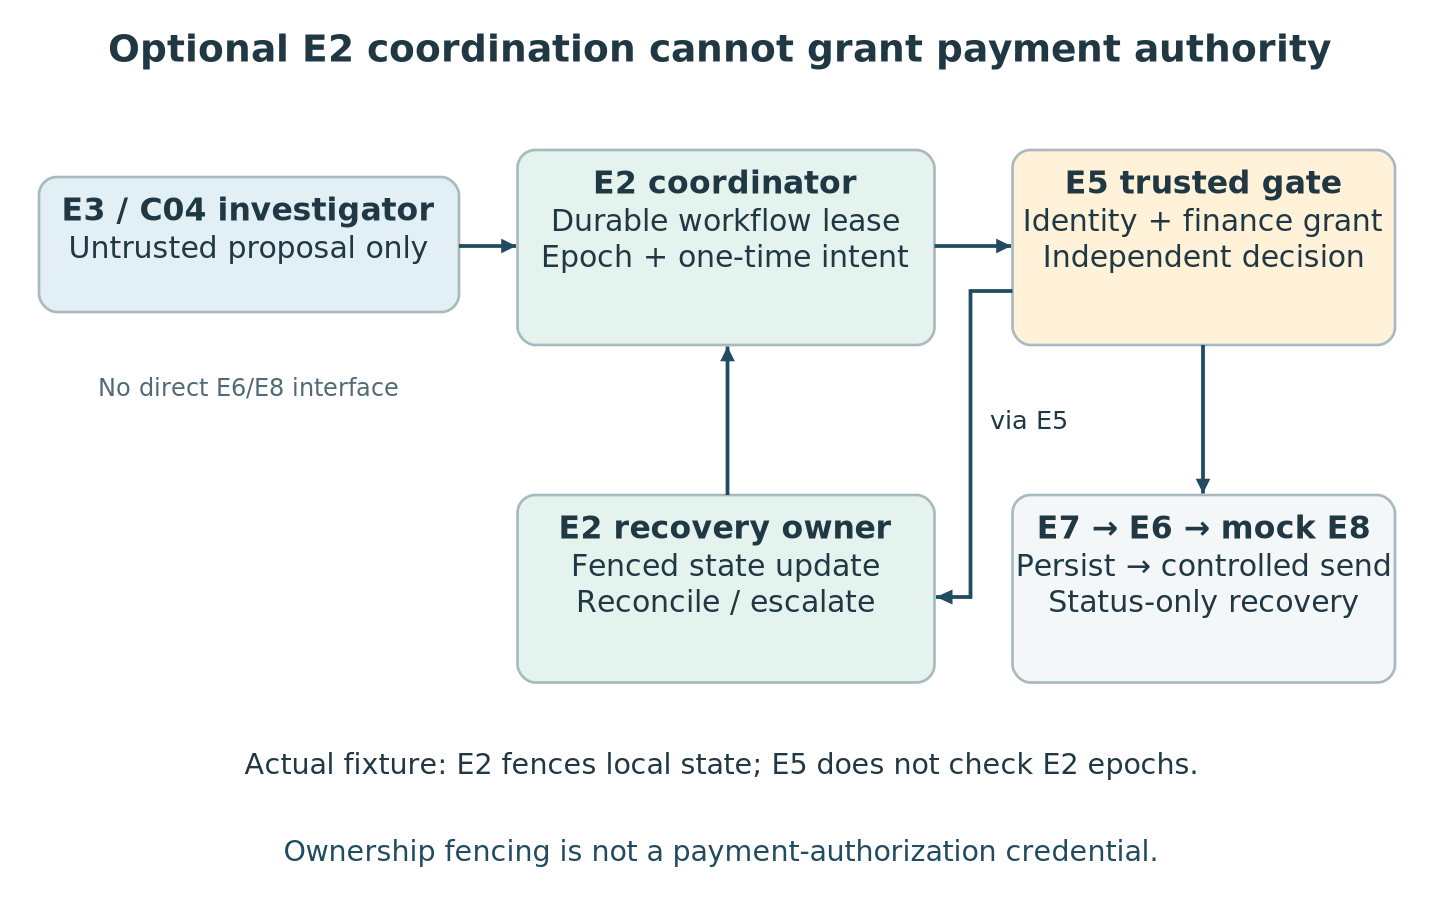 Optional E2 coordination cannot grant payment authority
E3 / C04 investigator
Untrusted proposal only
E2 coordinator
Durable workflow lease
Epoch + one-time intent
E5 trusted gate
Identity + finance grant
Independent decision
No direct E6/E8 interface
via E5
E2 recovery owner
Fenced state update
Reconcile / escalate
E7 → E6 → mock E8
Persist → controlled send
Status-only recovery
Actual fixture: E2 fences local state; E5 does not check E2 epochs.
Ownership fencing is not a payment-authorization credential.